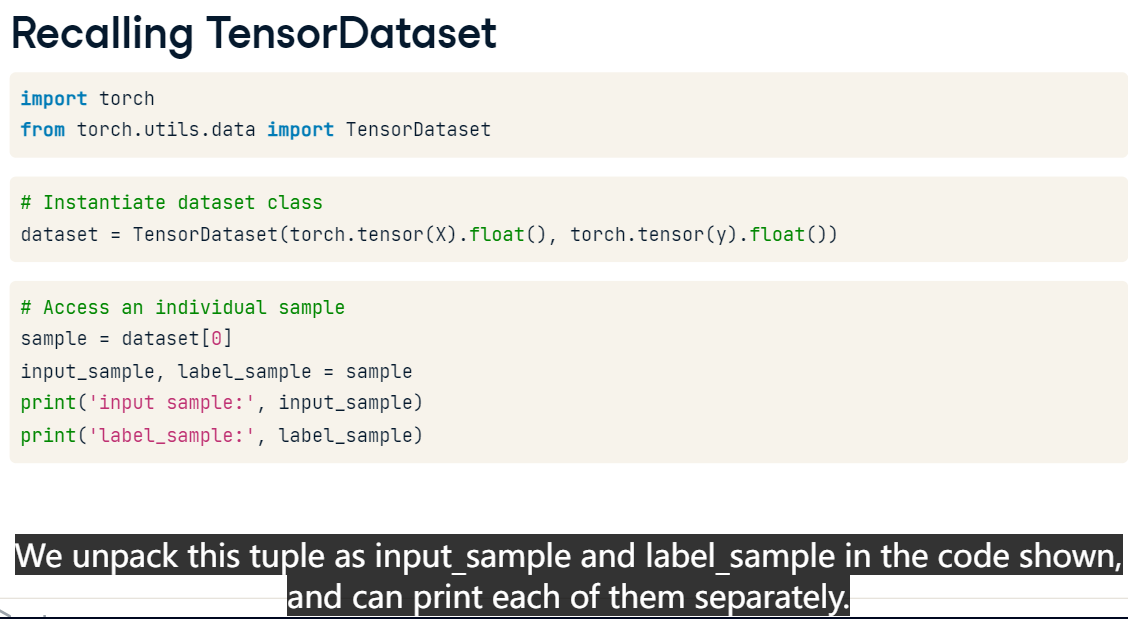 Recalling TensorDataset
import torch
from torch.utils.data import TensorDataset
# Instantiate dataset class
dataset = TensorDataset(torch.tensor(X).float(), torch.tensor(y).float())
# Access an individual sample
sample = dataset[0]
input_sample, label_sample = sample
print('input sample:', input_sample)
print('label_sample:', label_sample)
We unpack this tuple as input_sample and label_sample in the code shown,
and can print each of them separately.